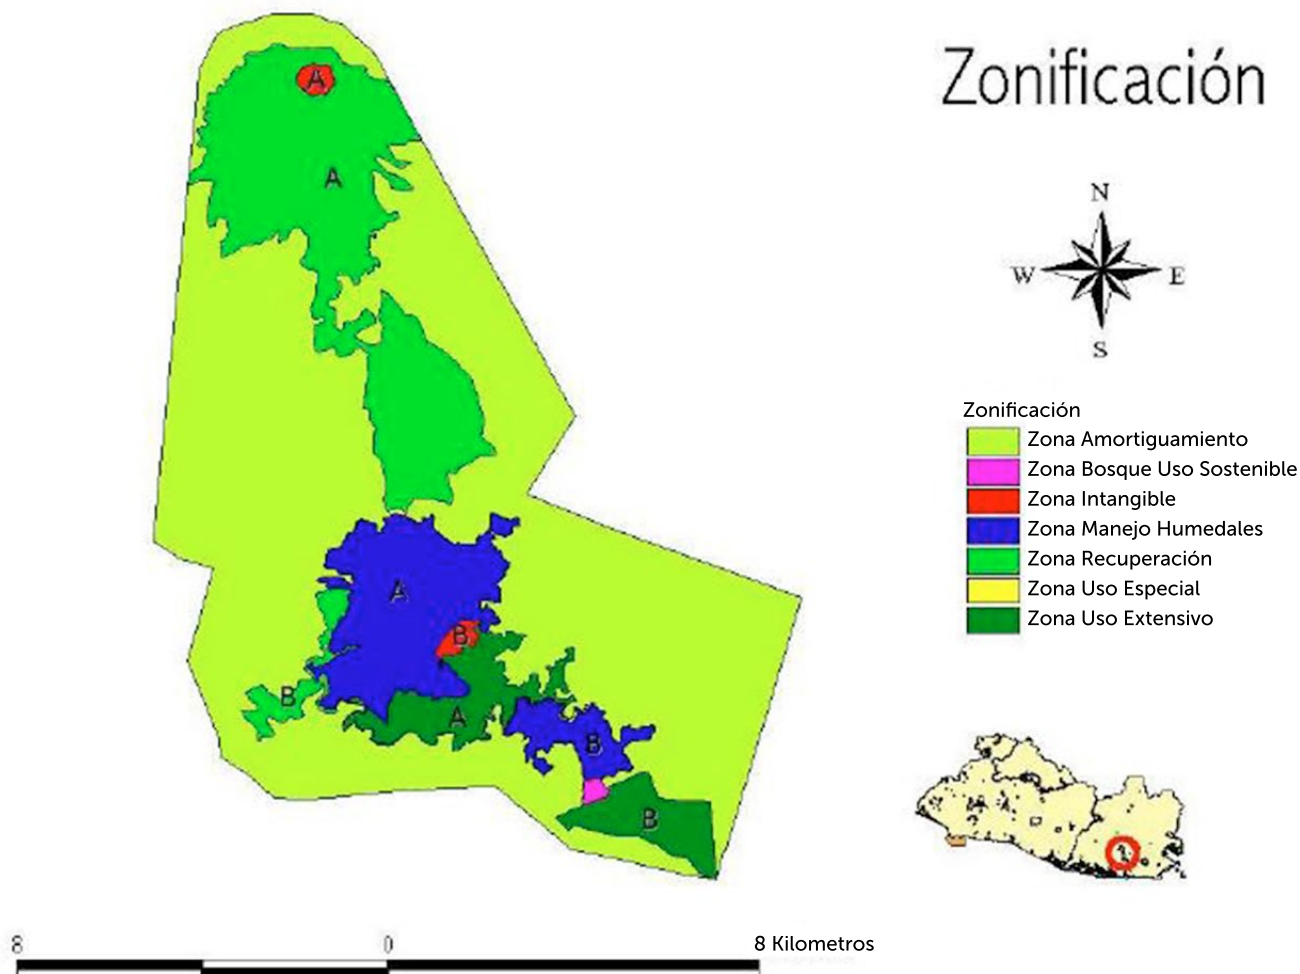 Zonificación
A
A
N
W E
S
Zonificación
Zona Amortiguamiento
Zona Bosque Uso Sostenible
Zona Intangible
Zona Manejo Humedales
Zona Recuperación
Zona Uso Especial
Zona Uso Extensivo
A
B
B
A
B
B
8 0 8 Kilometros